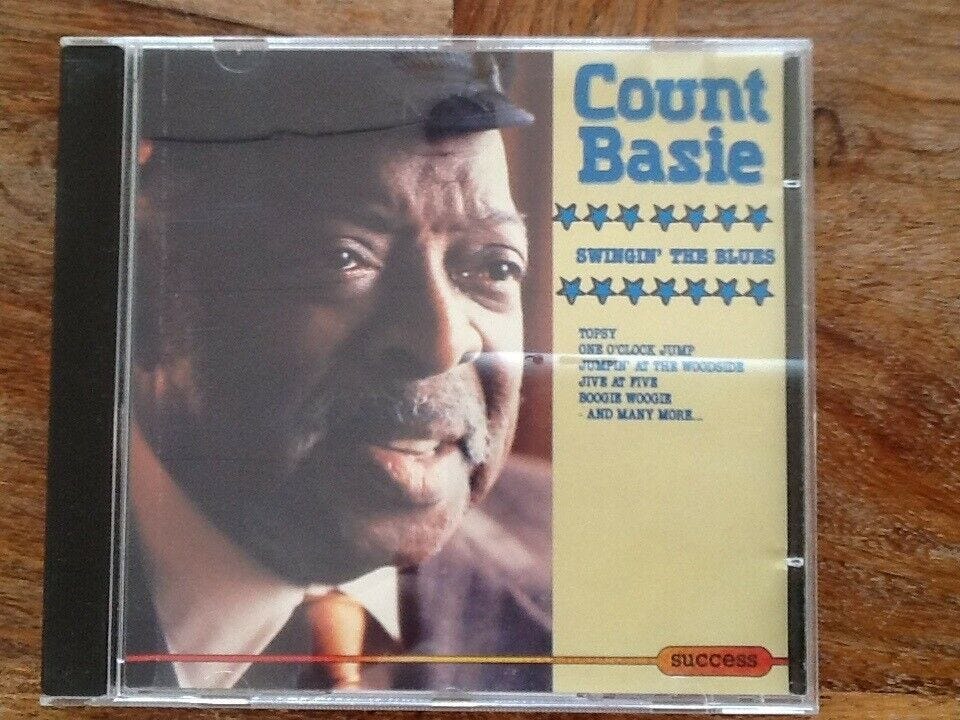 Count
Basie
SWINGIN' THE BLUES
TOPSY
ONE O'CLOCK JUMP
JUMPIN' AT THE WOODSIDE
JIVE AT FIVE
BOOGIE WOOGIE
- AND MANY MORE...
success